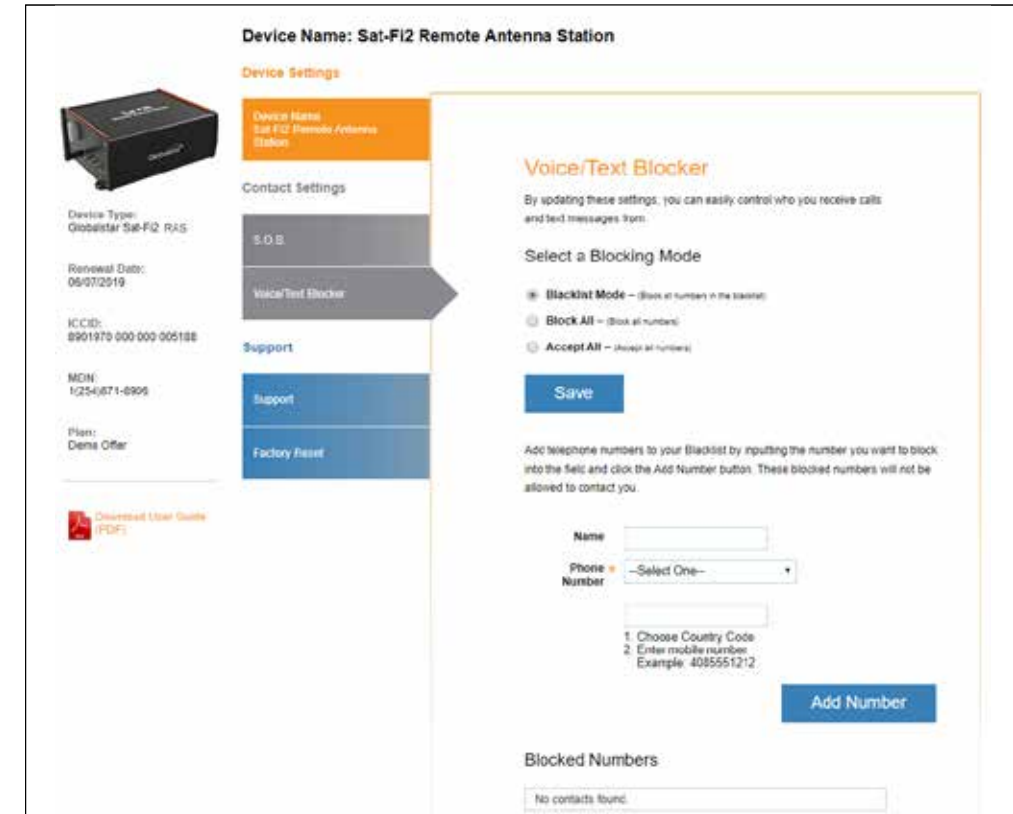 Device Name: Sat-Fi2 Remote Antenna Station
Device Settings
Device Name
Sat-Fi2 Remote Antenna
Station
Contact Settings
S.O.S.
Voice/Text Blocker
Support
Support
Factory Reset
Device Type:
Globalstar Sat-Fi2 RAS
Renewal Date:
06/07/2019
ICCID:
8901970 000 000 005188
MDN:
1(254)871-8906
Plan:
Demo Offer
Download User Guide
(PDF)
Voice/Text Blocker
By updating these settings, you can easily control who you receive calls
and text messages from.
Select a Blocking Mode
Blacklist Mode – (Block all numbers in the blacklist)
Block All – (Block all numbers)
Accept All – (Accept all numbers)
Save
Add telephone numbers to your Blacklist by inputting the number you want to block
into the field and click the Add Number button. These blocked numbers will not be
allowed to contact you.
Name
Phone *
Number
--Select One--
1. Choose Country Code
2. Enter mobile number.
Example: 4085551212
Add Number
Blocked Numbers
No contacts found.